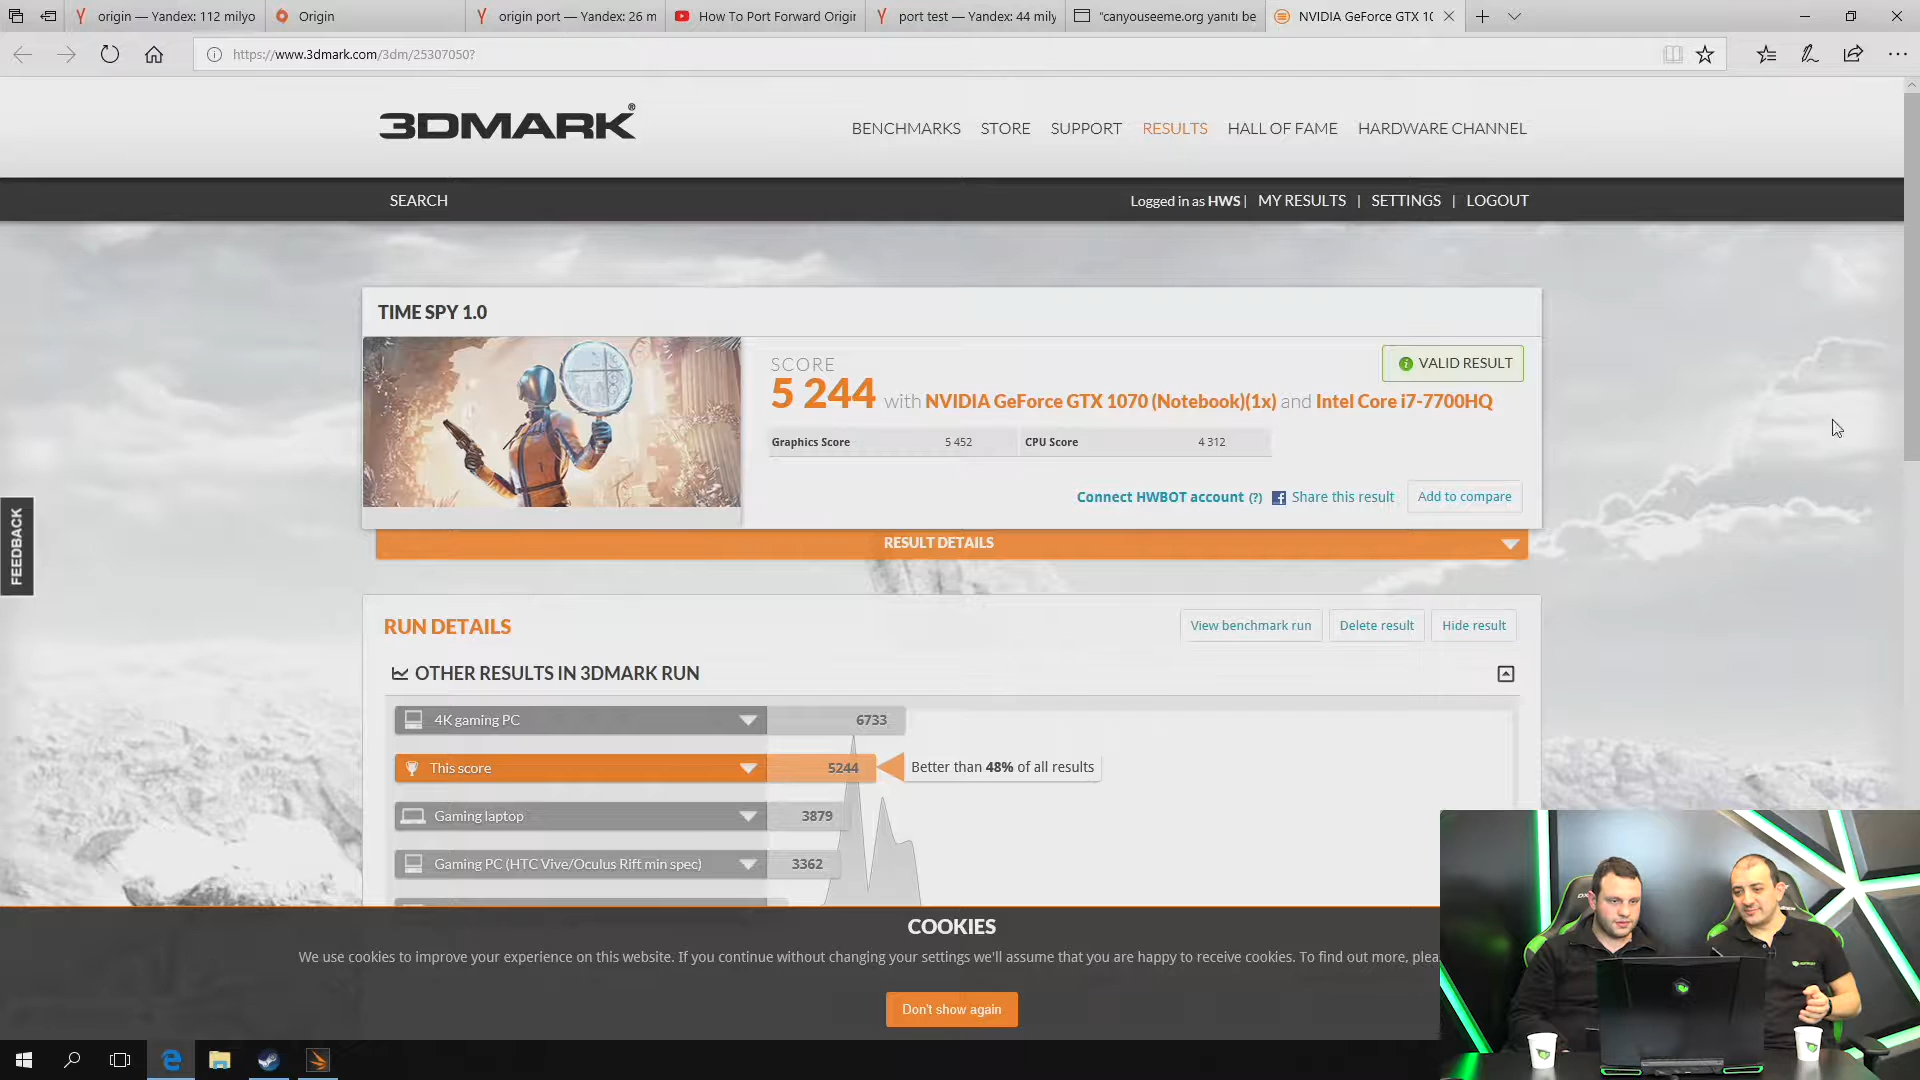 origin — Yandex: 112 milyo
Origin
origin port — Yandex: 26 m
How To Port Forward Origin
port test — Yandex: 44 mily
"canyouseeme.org yanıtı be
NVIDIA GeForce GTX 10
https://www.3dmark.com/3dm/25307050?
3DMARK®
BENCHMARKS STORE SUPPORT RESULTS HALL OF FAME HARDWARE CHANNEL
SEARCH
Logged in as HWS | MY RESULTS | SETTINGS | LOGOUT
TIME SPY 1.0
SCORE
VALID RESULT
5 244 with NVIDIA GeForce GTX 1070 (Notebook)(1x) and Intel Core i7-7700HQ
Graphics Score 5 452 CPU Score 4 312
Connect HWBOT account (?) Share this result Add to compare
FEEDBACK
RESULT DETAILS
RUN DETAILS
View benchmark run Delete result Hide result
OTHER RESULTS IN 3DMARK RUN
4K gaming PC 6733
This score 5244 Better than 48% of all results
Gaming laptop 3879
Gaming PC (HTC Vive/Oculus Rift min spec) 3362
COOKIES
We use cookies to improve your experience on this website. If you continue without changing your settings we'll assume that you are happy to receive cookies. To find out more, plea
Don't show again